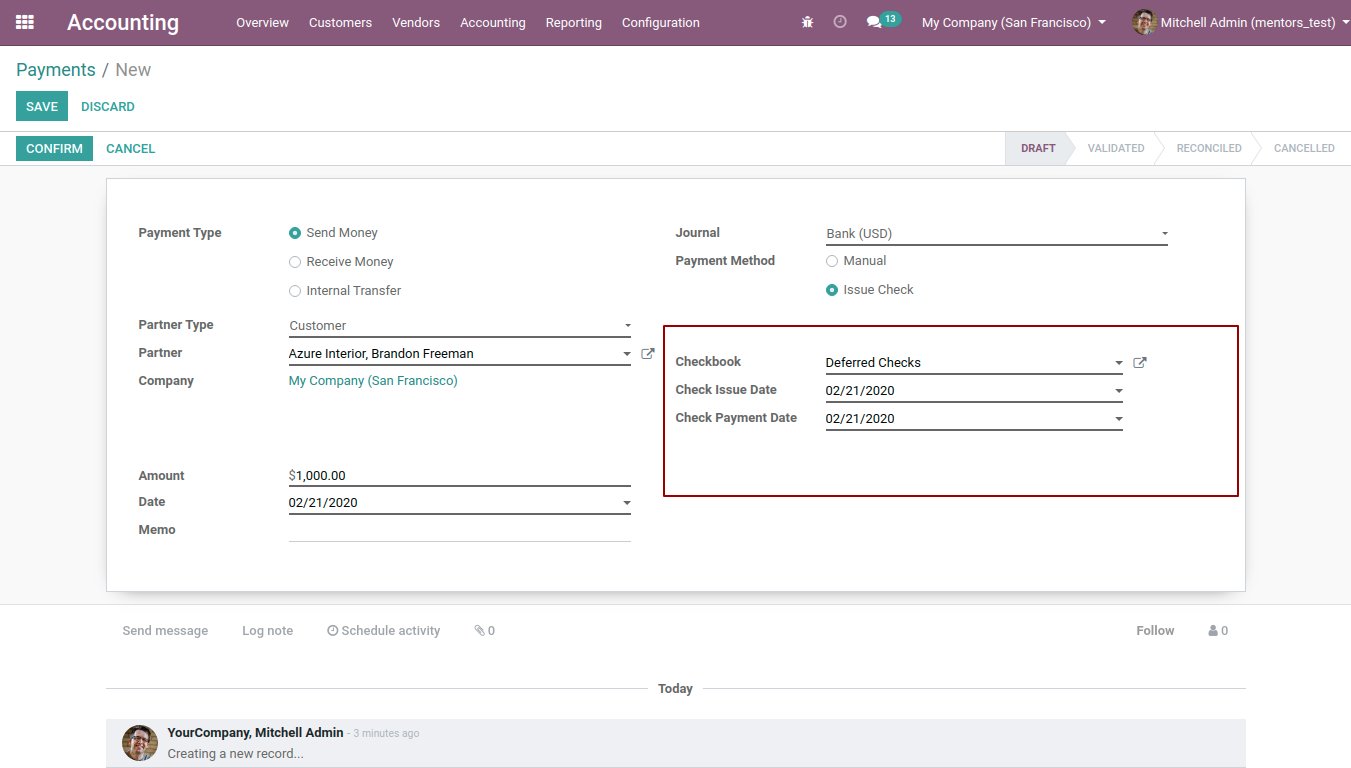 Accounting Overview Customers Vendors Accounting Reporting Configuration 13 My Company (San Francisco) Mitchell Admin (mentors_test)
Payments / New
SAVE DISCARD
CONFIRM CANCEL DRAFT VALIDATED RECONCILED CANCELLED
Payment Type Send Money Journal Bank (USD)
Receive Money Payment Method Manual
Internal Transfer Issue Check
Partner Type Customer
Partner Azure Interior, Brandon Freeman Checkbook Deferred Checks
Company My Company (San Francisco) Check Issue Date 02/21/2020
Check Payment Date 02/21/2020
Amount $1,000.00
Date 02/21/2020
Memo
Send message Log note Schedule activity 0 Follow 0
Today
YourCompany, Mitchell Admin - 3 minutes ago
Creating a new record...